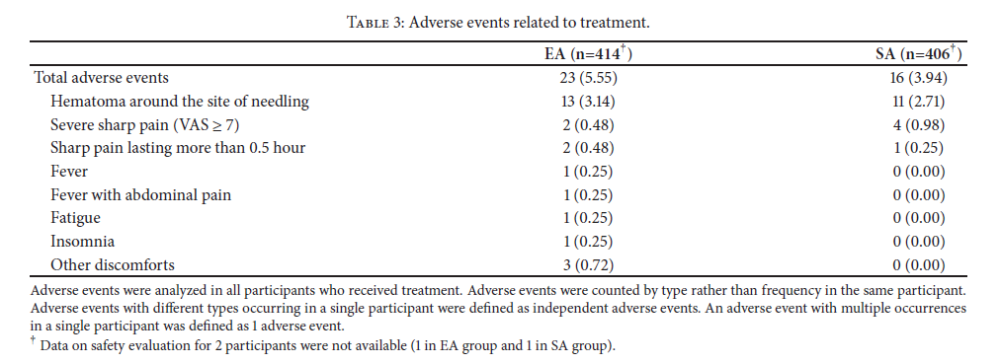 TABLE 3: Adverse events related to treatment.
EA (n=414†) SA (n=406†)
Total adverse events 23 (5.55) 16 (3.94)
Hematoma around the site of needling 13 (3.14) 11 (2.71)
Severe sharp pain (VAS ≥ 7) 2 (0.48) 4 (0.98)
Sharp pain lasting more than 0.5 hour 2 (0.48) 1 (0.25)
Fever 1 (0.25) 0 (0.00)
Fever with abdominal pain 1 (0.25) 0 (0.00)
Fatigue 1 (0.25) 0 (0.00)
Insomnia 1 (0.25) 0 (0.00)
Other discomforts 3 (0.72) 0 (0.00)
Adverse events were analyzed in all participants who received treatment. Adverse events were counted by type rather than frequency in the same participant.
Adverse events with different types occurring in a single participant were defined as independent adverse events. An adverse event with multiple occurrences
in a single participant was defined as 1 adverse event.
† Data on safety evaluation for 2 participants were not available (1 in EA group and 1 in SA group).